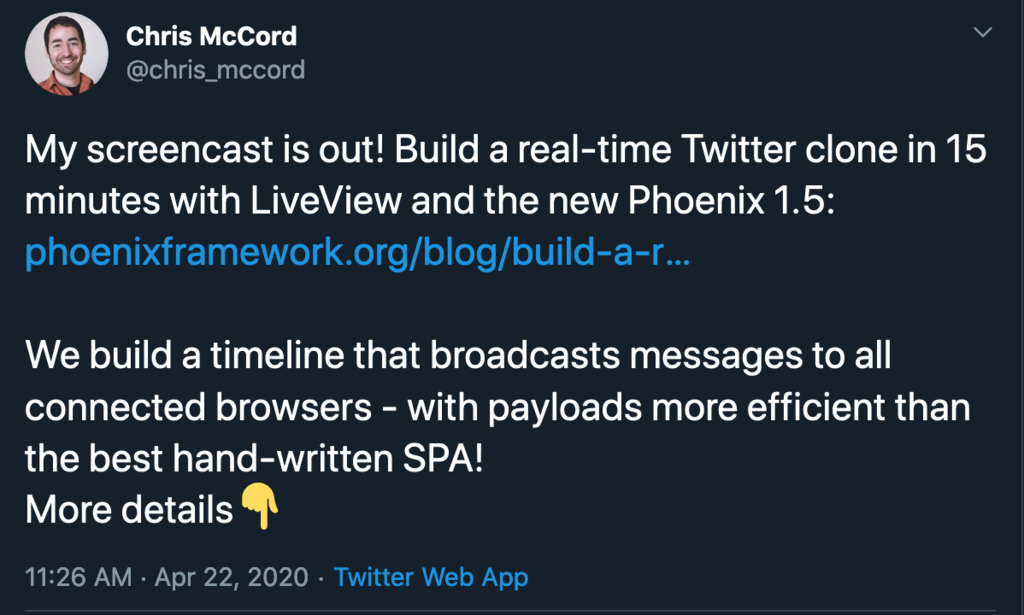 Chris McCord
@chris_mccord
My screencast is out! Build a real-time Twitter clone in 15
minutes with LiveView and the new Phoenix 1.5:
phoenixframework.org/blog/build-a-r...
We build a timeline that broadcasts messages to all
connected browsers - with payloads more efficient than
the best hand-written SPA!
More details👇
11:26 AM · Apr 22, 2020 · Twitter Web App